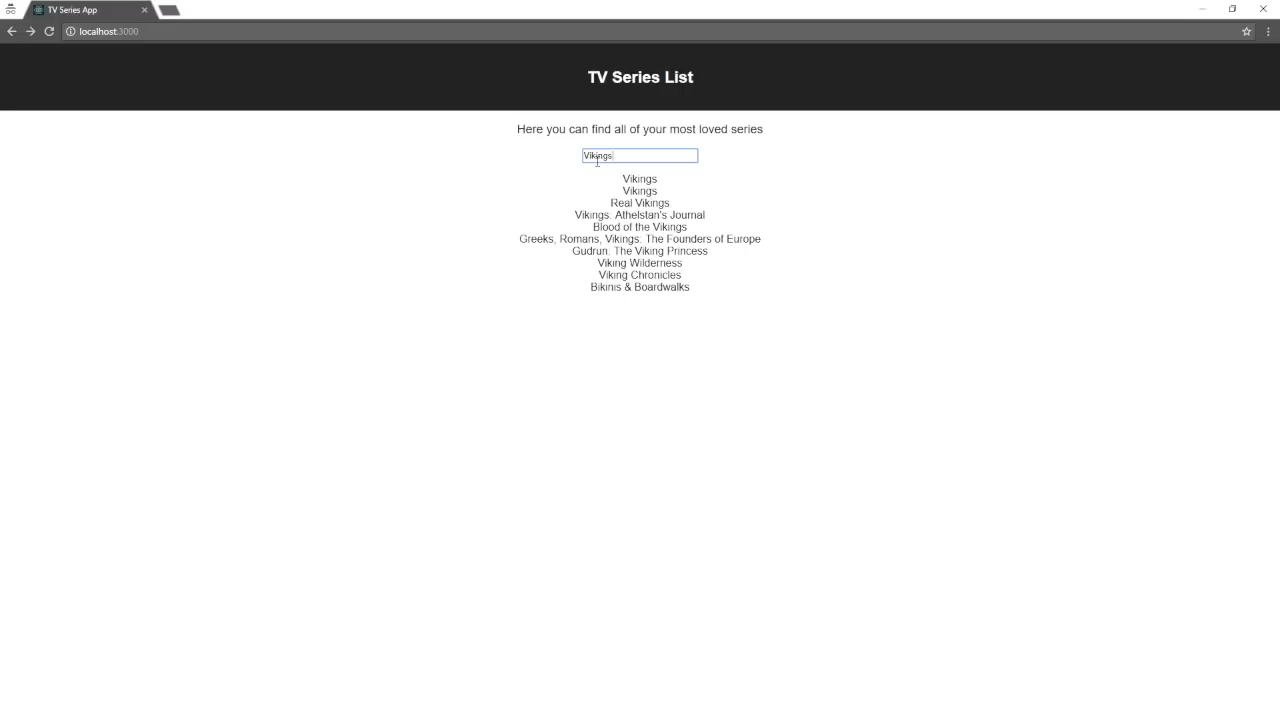 TV Series App
localhost:3000
TV Series List
Here you can find all of your most loved series
Vikings
Vikings
Vikings
Real Vikings
Vikings: Athelstan's Journal
Blood of the Vikings
Greeks, Romans, Vikings: The Founders of Europe
Gudrun: The Viking Princess
Viking Wilderness
Viking Chronicles
Bikinis & Boardwalks